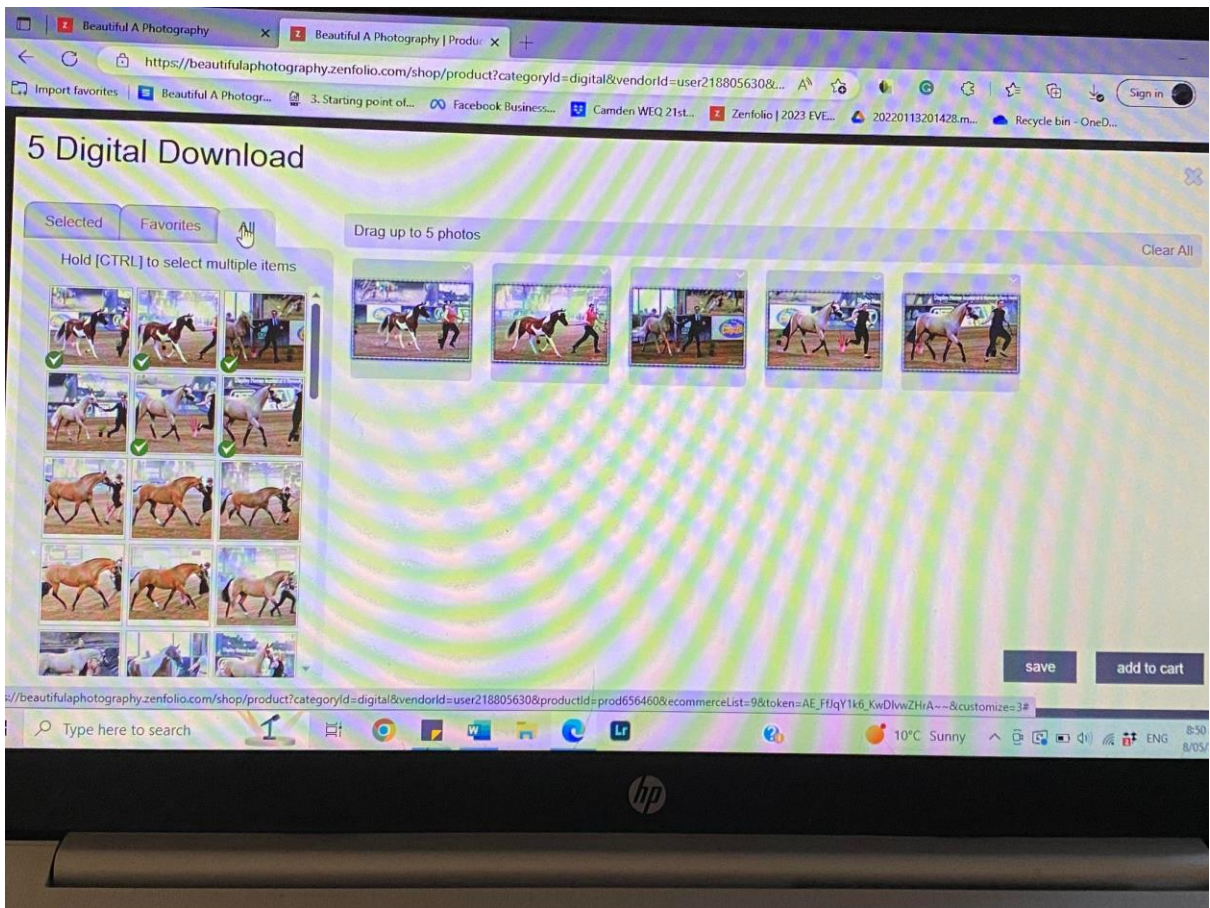 Beautiful A Photography
Beautiful A Photography | Produc
https://beautifulaphotography.zenfolio.com/shop/product?categoryId=digital&vendorId=user218805630&...
Sign in
Import favorites
Beautiful A Photogr...
3. Starting point of...
Facebook Business...
Camden WEQ 21st...
Zenfolio | 2023 EVE...
20220113201428.m...
Recycle bin - OneD...
5 Digital Download
Selected
Favorites
All
Drag up to 5 photos
Clear All
Hold [CTRL] to select multiple items
save
add to cart
://beautifulaphotography.zenfolio.com/shop/product?categoryId=digital&vendorId=user218805630&productId=prod656460&ecommerceList=9&token=AE_FfJqY1k6_KwDIvwZHrA~~&customize=3#
Type here to search
W
Lr
10°C Sunny
ENG
8:50
8/05/
hp